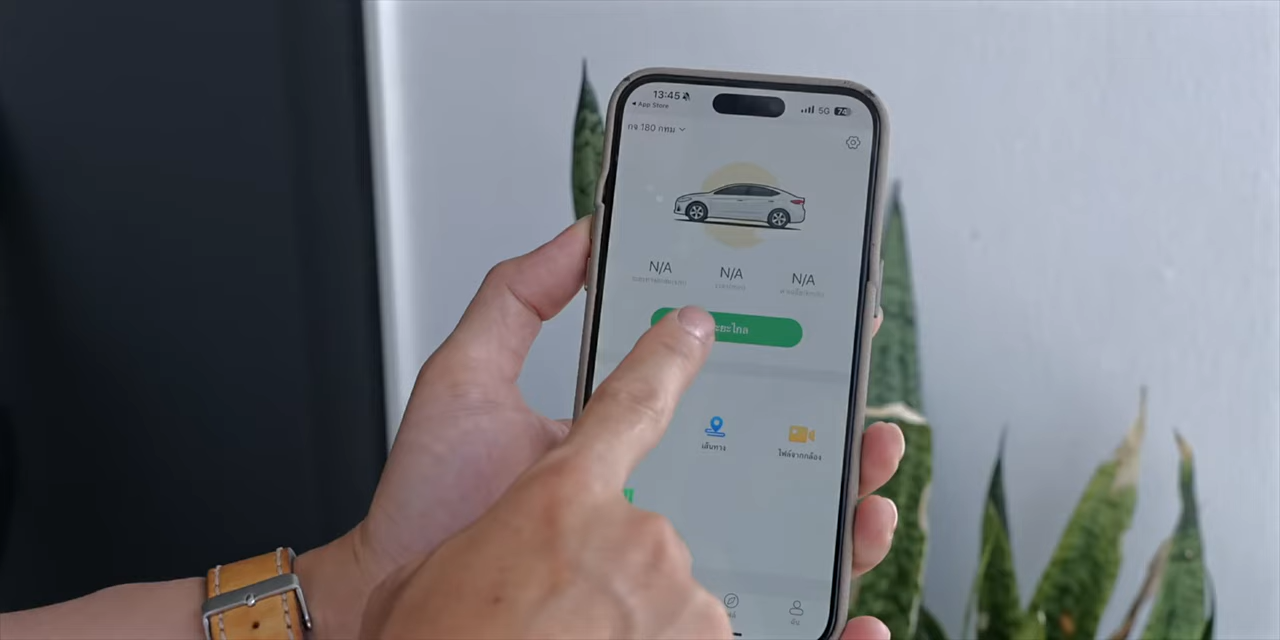 13:45
App Store
5G
74
กจ 180 กทม
N/A
N/A
N/A
ะยะไกล
เส้นทาง
ไฟล์จากกล้อง